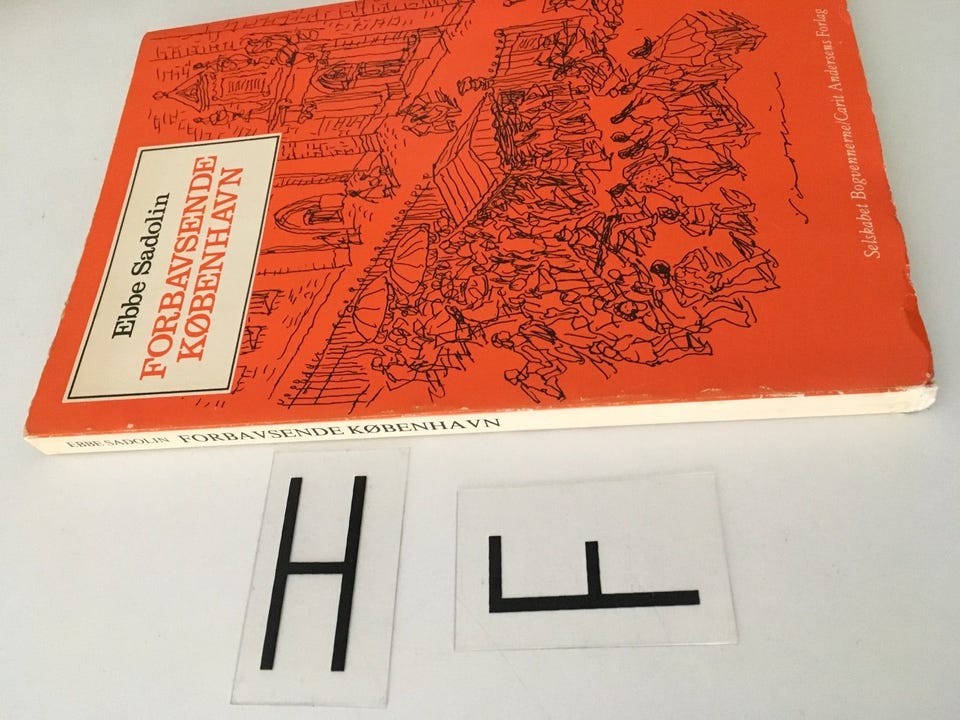 Ebbe Sadolin
FORBAVSENDE
KØBENHAVN
Selskabet Bogvennerne/Carit Andersens Forlag
EBBE SADOLIN FORBAVSENDE KØBENHAVN
H
F